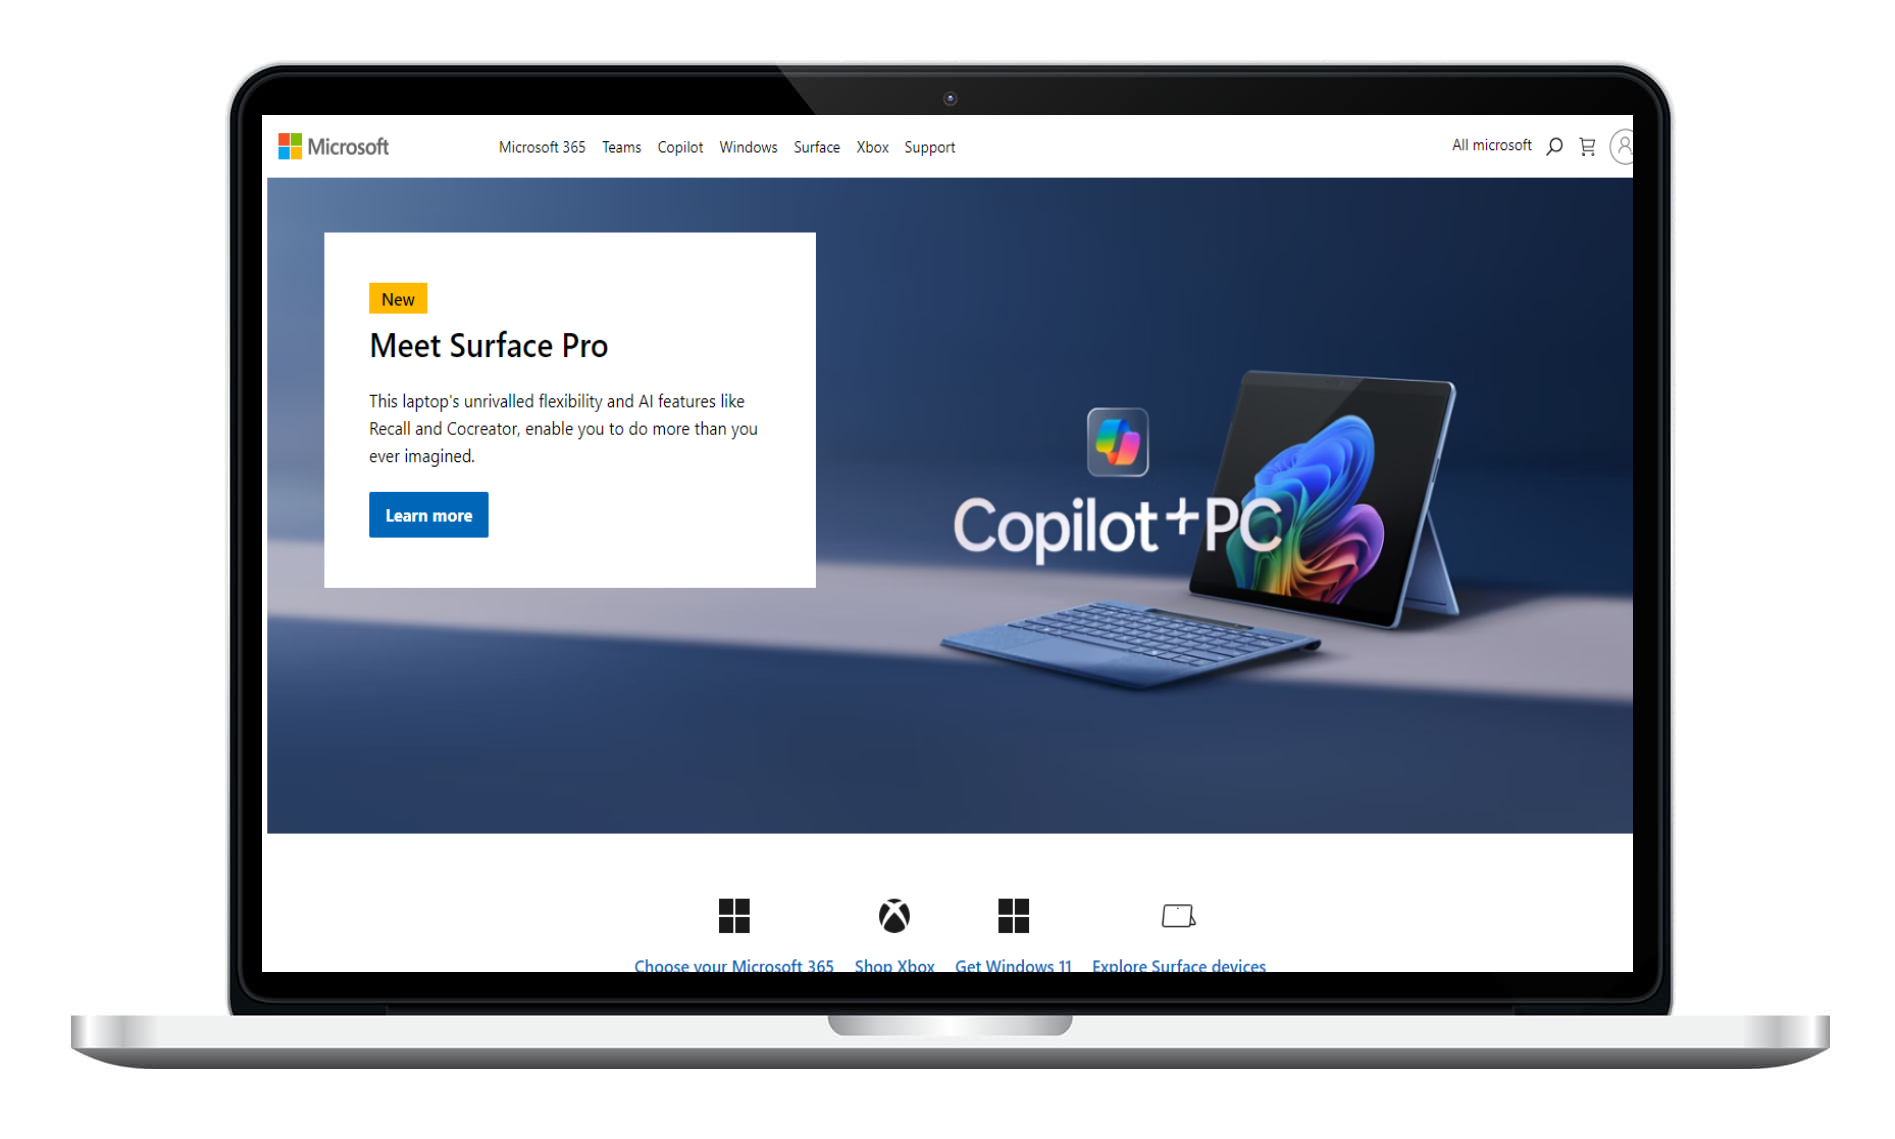 Microsoft
Microsoft 365 Teams Copilot Windows Surface Xbox Support
All microsoft
New
Meet Surface Pro
This laptop's unrivalled flexibility and AI features like
Recall and Cocreator, enable you to do more than you
ever imagined.
Learn more
Copilot+PC
Choose your Microsoft 365 Shop Xbox Get Windows 11 Explore Surface devices